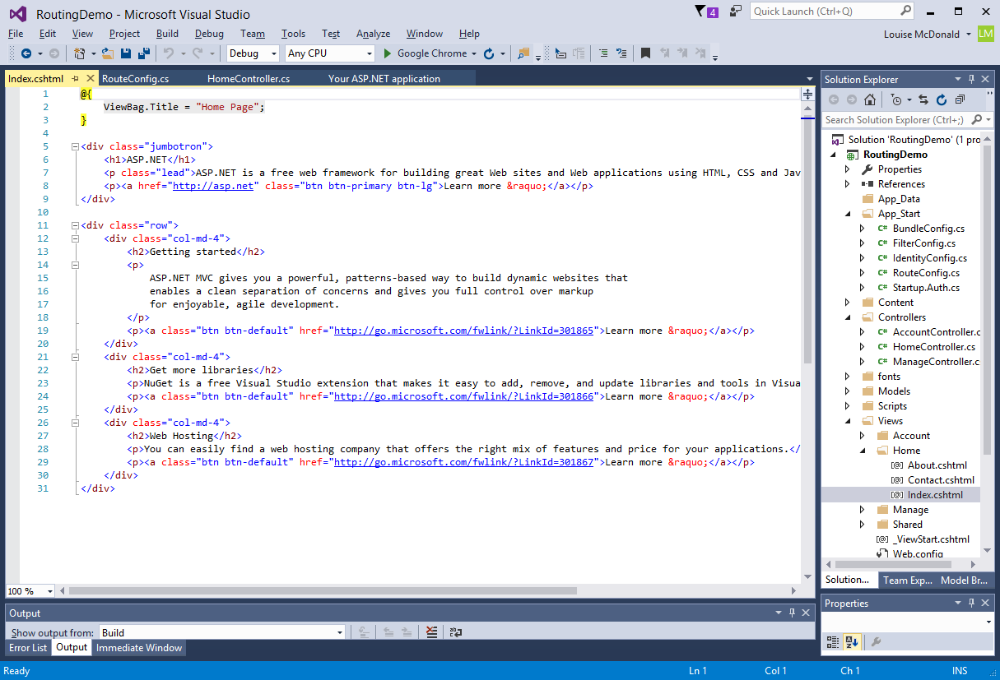 RoutingDemo - Microsoft Visual Studio
4
Quick Launch (Ctrl+Q)
File Edit View Project Build Debug Team Tools Test Analyze Window Help
Louise McDonald LM
Debug Any CPU Google Chrome
Index.cshtml RouteConfig.cs HomeController.cs Your ASP.NET application
1 @{
2 ViewBag.Title = "Home Page";
3 }
4
5 <div class="jumbotron">
6 <h1>ASP.NET</h1>
7 <p class="lead">ASP.NET is a free web framework for building great Web sites and Web applications using HTML, CSS and Jav
8 <p><a href="http://asp.net" class="btn btn-primary btn-lg">Learn more &raquo;</a></p>
9 </div>
10
11 <div class="row">
12 <div class="col-md-4">
13 <h2>Getting started</h2>
14 <p>
15 ASP.NET MVC gives you a powerful, patterns-based way to build dynamic websites that
16 enables a clean separation of concerns and gives you full control over markup
17 for enjoyable, agile development.
18 </p>
19 <p><a class="btn btn-default" href="http://go.microsoft.com/fwlink/?LinkId=301865">Learn more &raquo;</a></p>
20 </div>
21 <div class="col-md-4">
22 <h2>Get more libraries</h2>
23 <p>NuGet is a free Visual Studio extension that makes it easy to add, remove, and update libraries and tools in Visua
24 <p><a class="btn btn-default" href="http://go.microsoft.com/fwlink/?LinkId=301866">Learn more &raquo;</a></p>
25 </div>
26 <div class="col-md-4">
27 <h2>Web Hosting</h2>
28 <p>You can easily find a web hosting company that offers the right mix of features and price for your applications.</
29 <p><a class="btn btn-default" href="http://go.microsoft.com/fwlink/?LinkId=301867">Learn more &raquo;</a></p>
30 </div>
31 </div>
100 %
Output
Show output from: Build
Error List Output Immediate Window
Solution Explorer
Search Solution Explorer (Ctrl+;)
Solution 'RoutingDemo' (1 pro
RoutingDemo
Properties
References
App_Data
App_Start
C# BundleConfig.cs
C# FilterConfig.cs
C# IdentityConfig.cs
C# RouteConfig.cs
C# Startup.Auth.cs
Content
Controllers
C# AccountController.c
C# HomeController.cs
C# ManageController.cs
fonts
Models
Scripts
Views
Account
Home
[@] About.cshtml
[@] Contact.cshtml
[@] Index.cshtml
Manage
Shared
[@] _ViewStart.cshtml
Web.config
Solution... Team Exp... Model Br...
Properties
Ready Ln 1 Col 1 Ch 1 INS